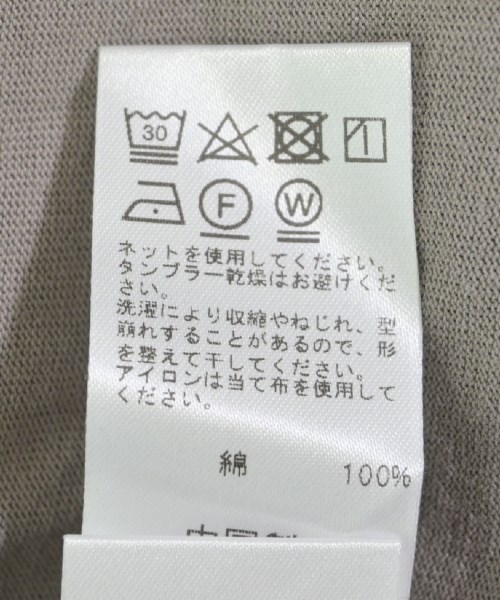 30
F W
ネットを使用してください。
タンブラー乾燥はお避けくだ
さい。
洗濯により収縮やねじれ、型
崩れすることがあるので、形
を整えて干してください。
アイロンは当て布を使用して
ください。
綿 100%